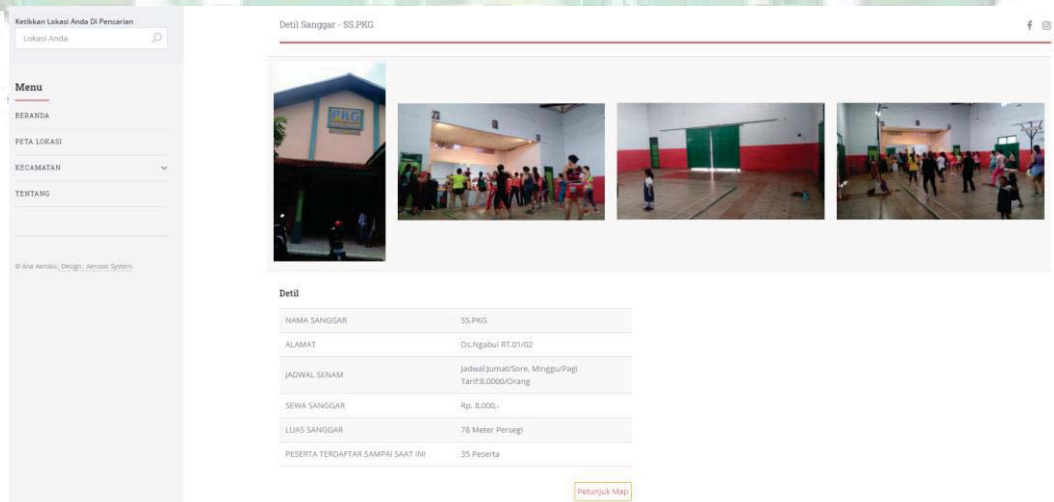 Ketikkan Lokasi Anda Di Pencarian
Lokasi Anda
Menu
BERANDA
PETA LOKASI
KECAMATAN
TENTANG
© Ana Aerobic, Design : Aerobic System.
Detil Sanggar - SS.PKG
PKG
Detil
NAMA SANGGAR SS.PKG
ALAMAT Ds.Ngabul RT.01/02
JADWAL SENAM Jadwal:Jumat/Sore, Minggu/Pagi
Tarif:8.0000/Orang
SEWA SANGGAR Rp. 8,000,-
LUAS SANGGAR 78 Meter Persegi
PESERTA TERDAFTAR SAMPAI SAAT INI 35 Peserta
Petunjuk Map